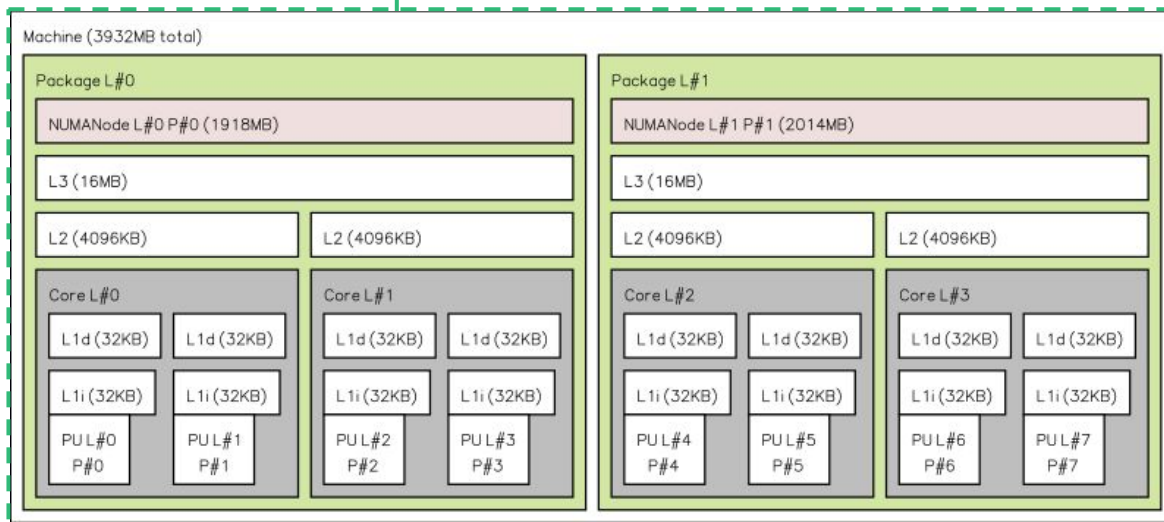 Machine (3932MB total)
Package L#0
NUMANode L#0 P#0 (1918MB)
L3 (16MB)
L2 (4096KB)
L2 (4096KB)
Core L#0
L1d (32KB)
L1d (32KB)
L1i (32KB)
L1i (32KB)
PU L#0
P#0
PU L#1
P#1
Core L#1
L1d (32KB)
L1d (32KB)
L1i (32KB)
L1i (32KB)
PU L#2
P#2
PU L#3
P#3
Package L#1
NUMANode L#1 P#1 (2014MB)
L3 (16MB)
L2 (4096KB)
L2 (4096KB)
Core L#2
L1d (32KB)
L1d (32KB)
L1i (32KB)
L1i (32KB)
PU L#4
P#4
PU L#5
P#5
Core L#3
L1d (32KB)
L1d (32KB)
L1i (32KB)
L1i (32KB)
PU L#6
P#6
PU L#7
P#7